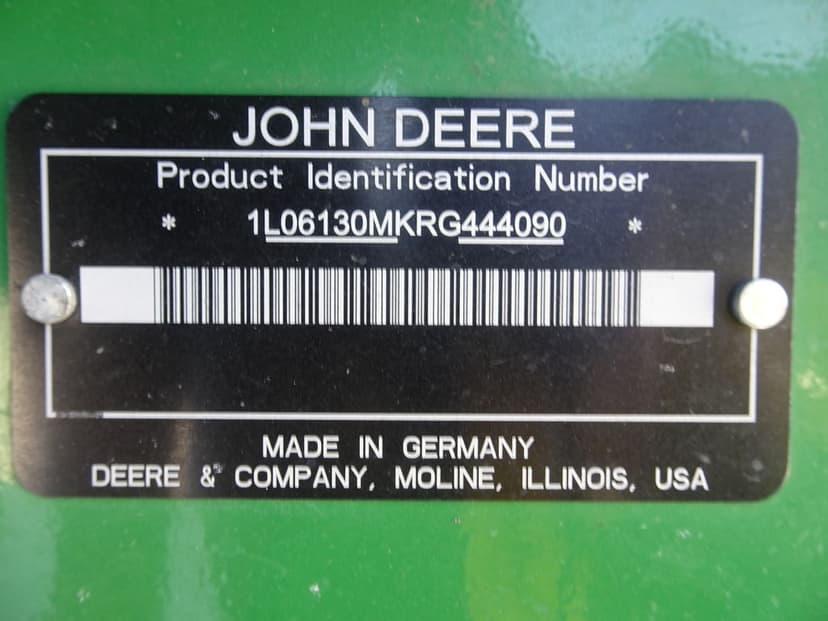 JOHN DEERE
Product Identification Number
* 1L06130MKRG444090 *
MADE IN GERMANY
DEERE & COMPANY, MOLINE, ILLINOIS, USA